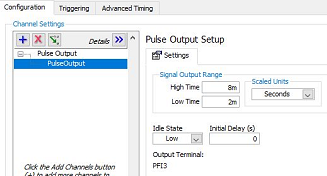 Configuration Triggering Advanced Timing
Channel Settings
Details
Pulse Output
PulseOutput
Click the Add Channels button
(+) to add more channels to
Pulse Output Setup
Settings
Signal Output Range
High Time 8m
Low Time 2m
Scaled Units
Seconds
Idle State
Low
Initial Delay (s)
0
Output Terminal:
PFI3